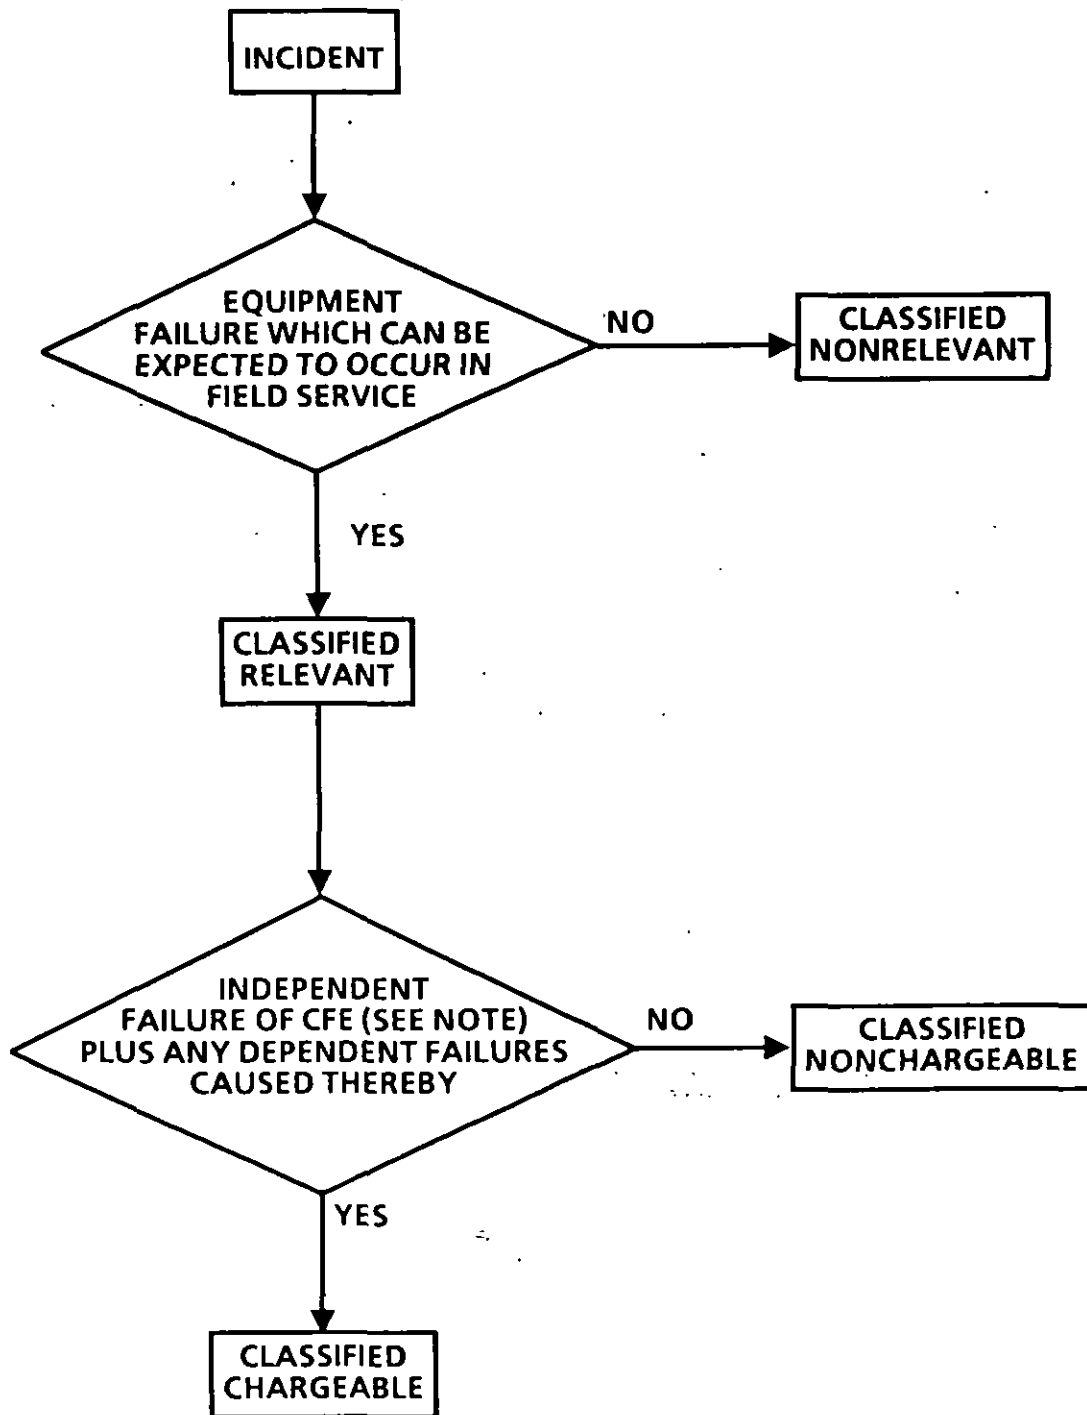 INCIDENT
EQUIPMENT
FAILURE WHICH CAN BE
EXPECTED TO OCCUR IN
FIELD SERVICE
NO
CLASSIFIED
NONRELEVANT
YES
CLASSIFIED
RELEVANT
INDEPENDENT
FAILURE OF CFE (SEE NOTE)
PLUS ANY DEPENDENT FAILURES
CAUSED THEREBY
NO
CLASSIFIED
NONCHARGEABLE
YES
CLASSIFIED
CHARGEABLE